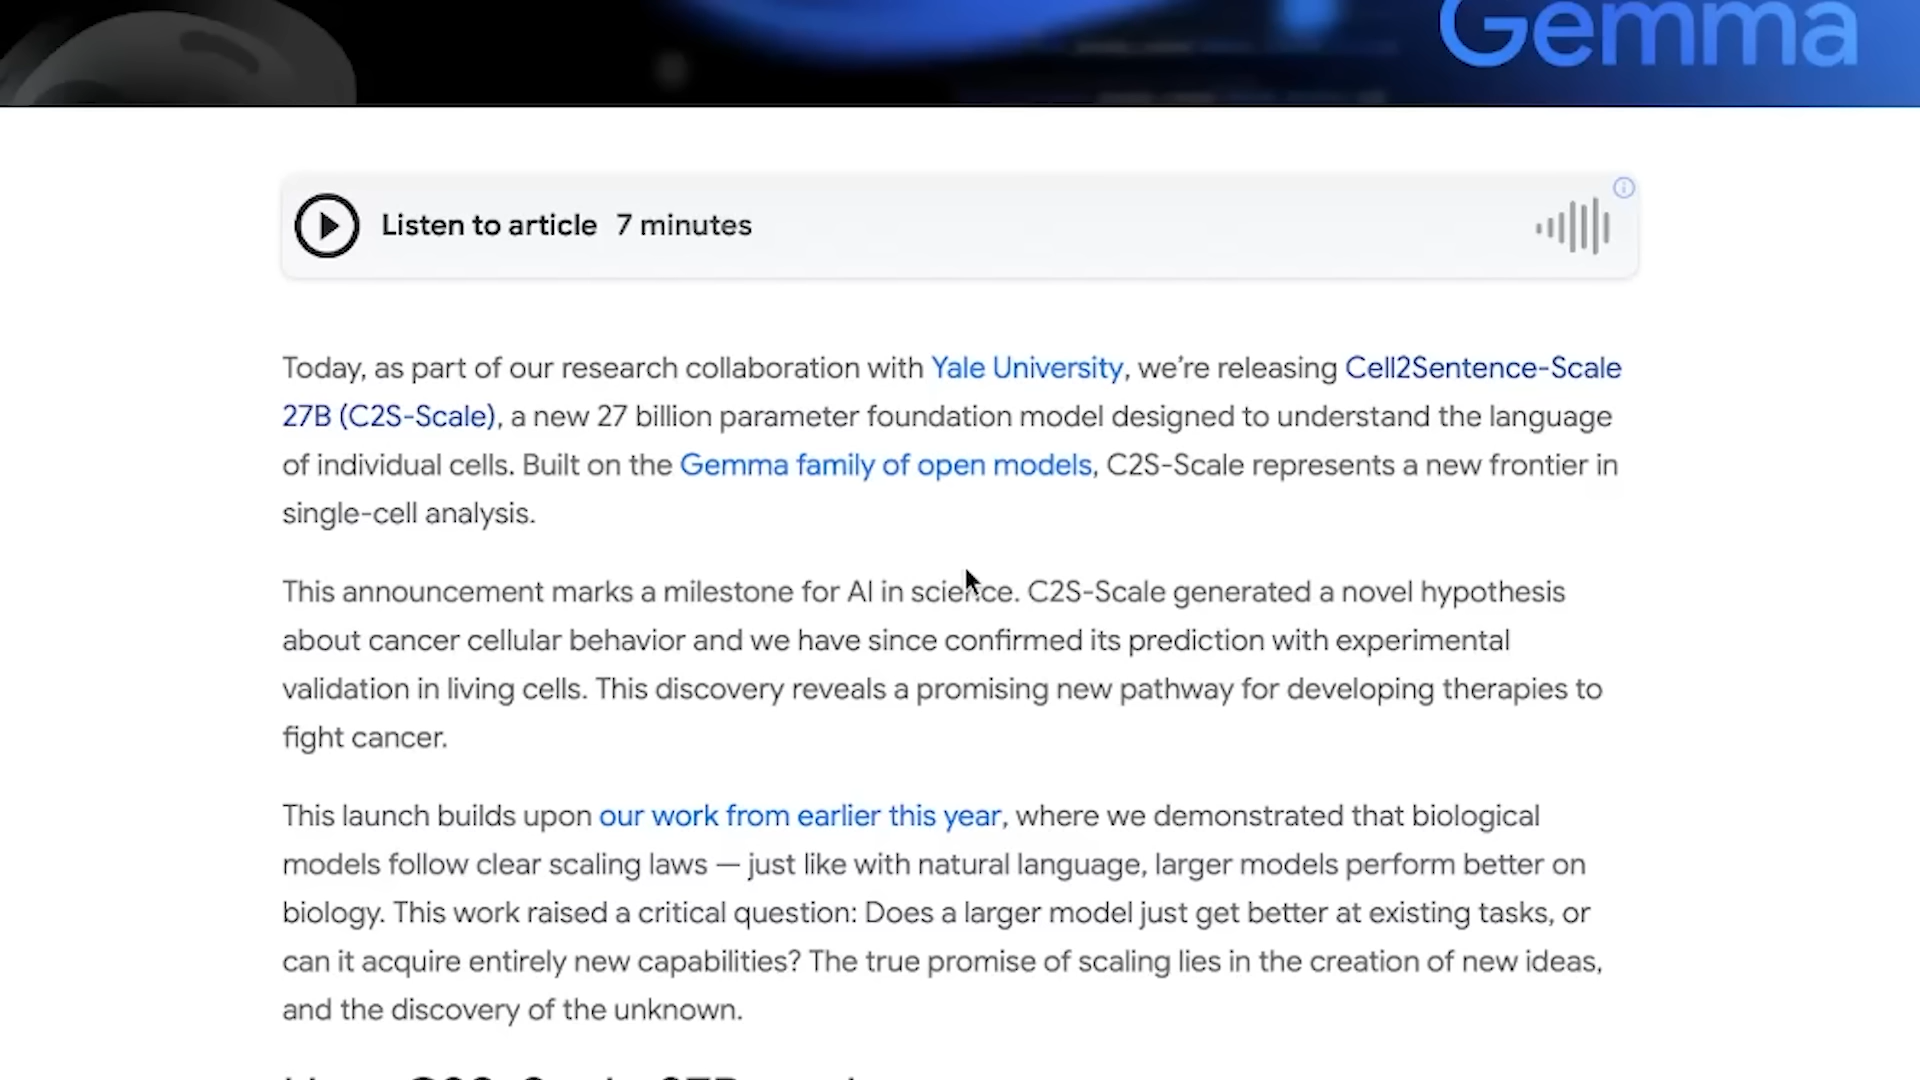 Gemma
Listen to article 7 minutes
Today, as part of our research collaboration with Yale University, we’re releasing Cell2Sentence-Scale
27B (C2S-Scale), a new 27 billion parameter foundation model designed to understand the language
of individual cells. Built on the Gemma family of open models, C2S-Scale represents a new frontier in
single-cell analysis.
This announcement marks a milestone for AI in science. C2S-Scale generated a novel hypothesis
about cancer cellular behavior and we have since confirmed its prediction with experimental
validation in living cells. This discovery reveals a promising new pathway for developing therapies to
fight cancer.
This launch builds upon our work from earlier this year, where we demonstrated that biological
models follow clear scaling laws — just like with natural language, larger models perform better on
biology. This work raised a critical question: Does a larger model just get better at existing tasks, or
can it acquire entirely new capabilities? The true promise of scaling lies in the creation of new ideas,
and the discovery of the unknown.